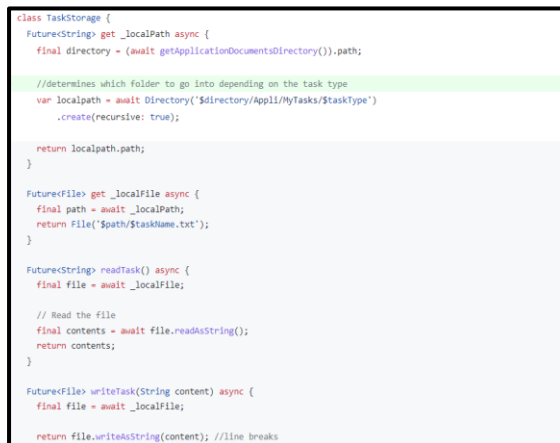 class TaskStorage {
Future<String> get _localPath async {
final directory = (await getApplicationDocumentsDirectory()).path;
//determines which folder to go into depending on the task type
var localpath = await Directory('$directory/Appli/MyTasks/$taskType')
.create(recursive: true);
return localpath.path;
}
Future<File> get _localFile async {
final path = await _localPath;
return File('$path/$taskName.txt');
}
Future<String> readTask() async {
final file = await _localFile;
// Read the file
final contents = await file.readAsString();
return contents;
}
Future<File> writeTask(String content) async {
final file = await _localFile;
return file.writeAsString(content); //line breaks